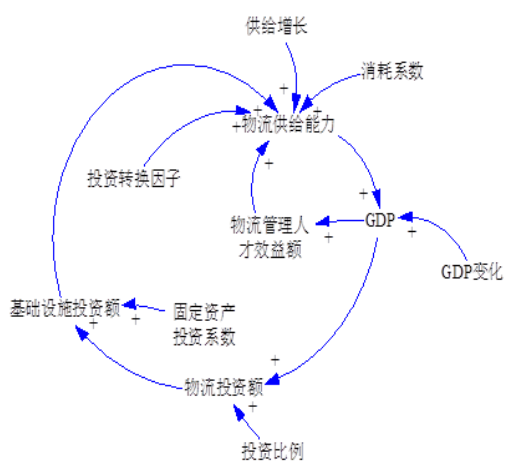 供给增长
消耗系数
+
+
+
+
物流供给能力
+
投资转换因子
+
物流管理人
才效益额
GDP
+
+
GDP变化
基础设施投资额
固定资产
投资系数
+
+
+
物流投资额
+
投资比例